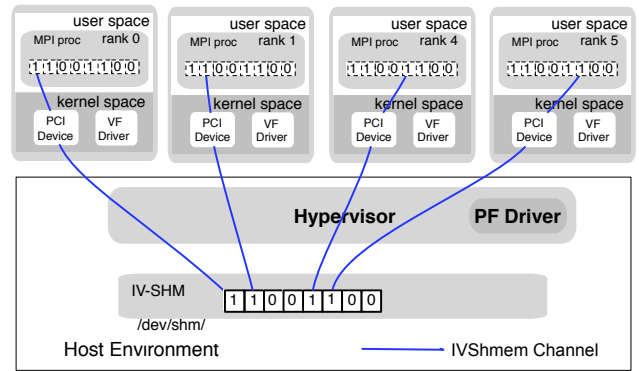 user space
MPI proc rank 0
1 1 0 0 1 1 0 0
kernel space
PCI Device
VF Driver
user space
MPI proc rank 1
1 1 0 0 1 1 0 0
kernel space
PCI Device
VF Driver
user space
MPI proc rank 4
1 1 0 0 1 1 0 0
kernel space
PCI Device
VF Driver
user space
MPI proc rank 5
1 1 0 0 1 1 0 0
kernel space
PCI Device
VF Driver
Hypervisor
PF Driver
IV-SHM
1 1 0 0 1 1 0 0
/dev/shm/
Host Environment
IVShmem Channel